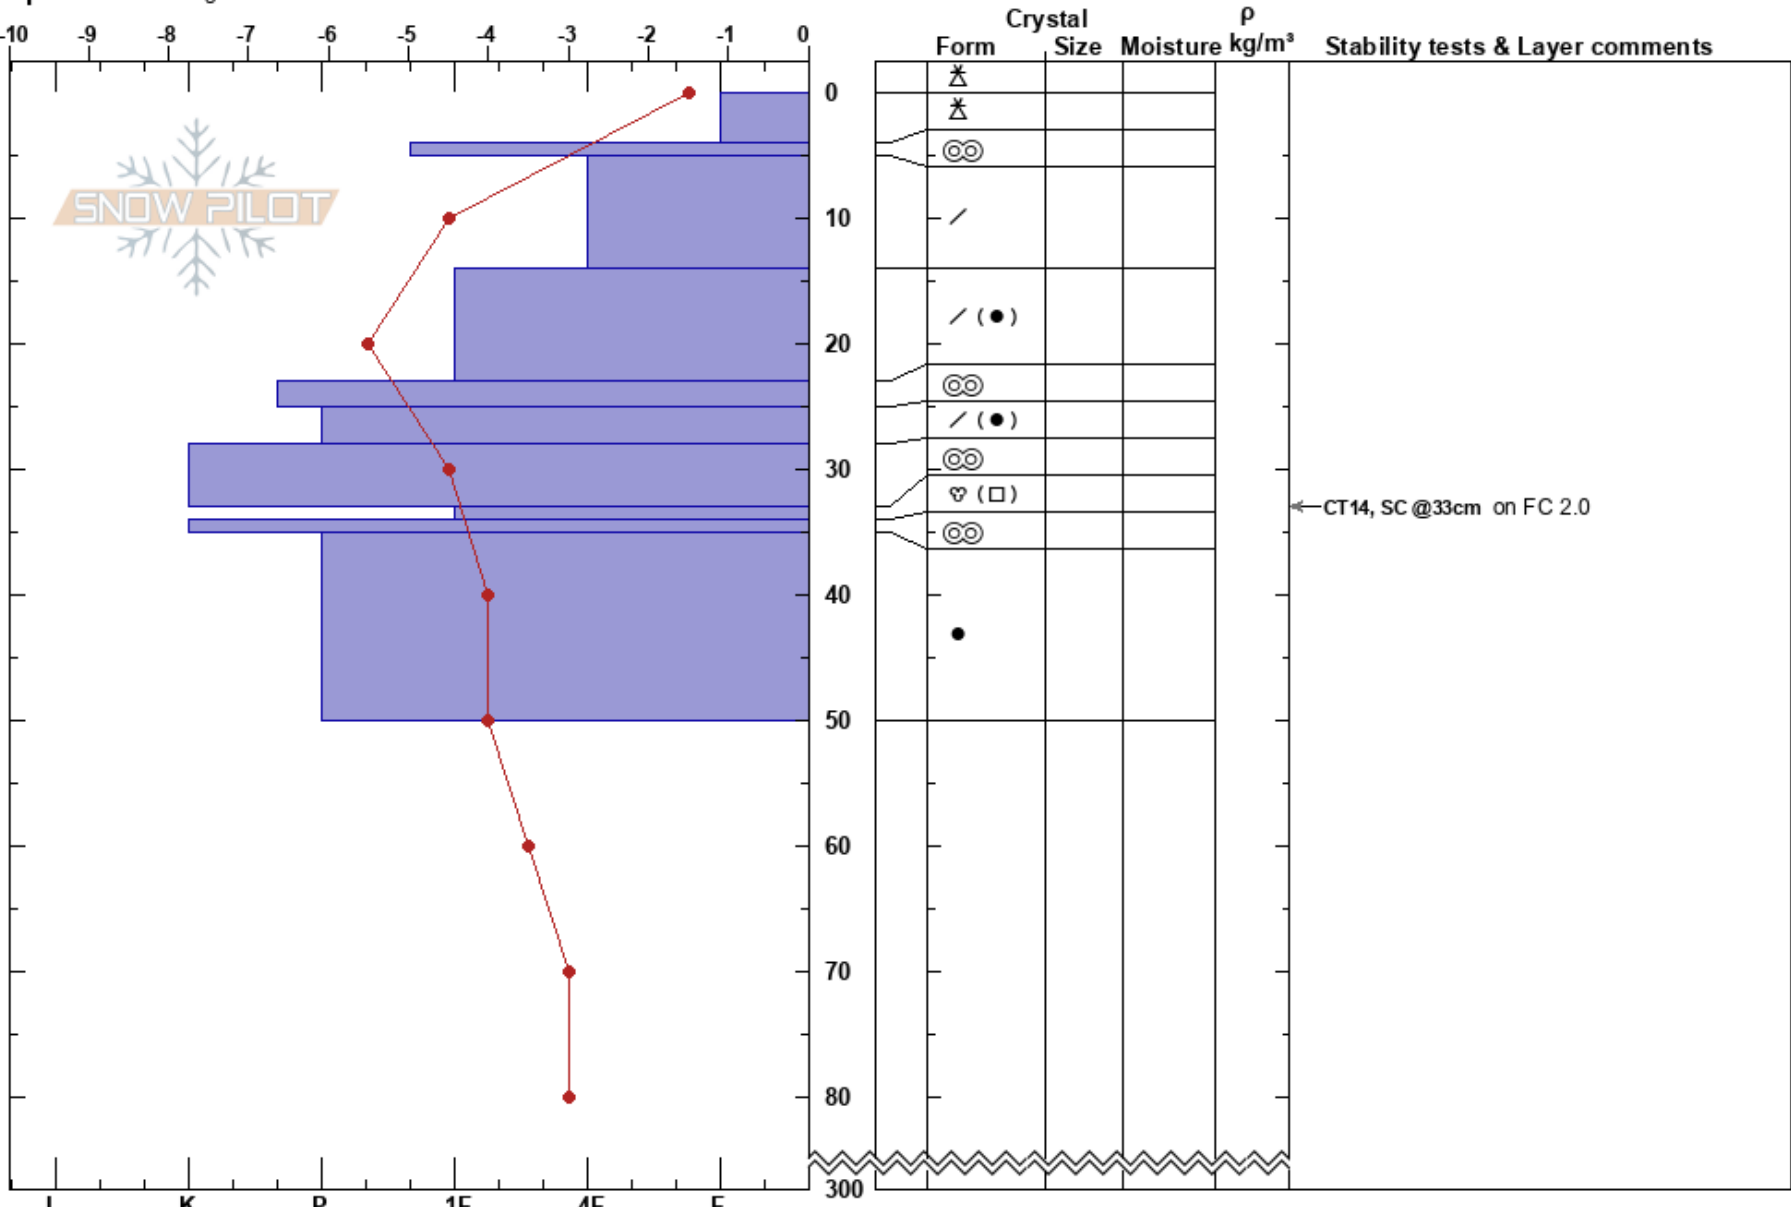 Crystal ρ
-10 -9 -8 -7 -6 -5 -4 -3 -2 -1 0 Form Size Moisture kg/m³ Stability tests & Layer comments
0
SNOW PILOT
10
20
( ● )
( ● )
30
( □ )
CT14, SC @33cm on FC 2.0
40
50
60
70
80
300
I K P 1F 4F F